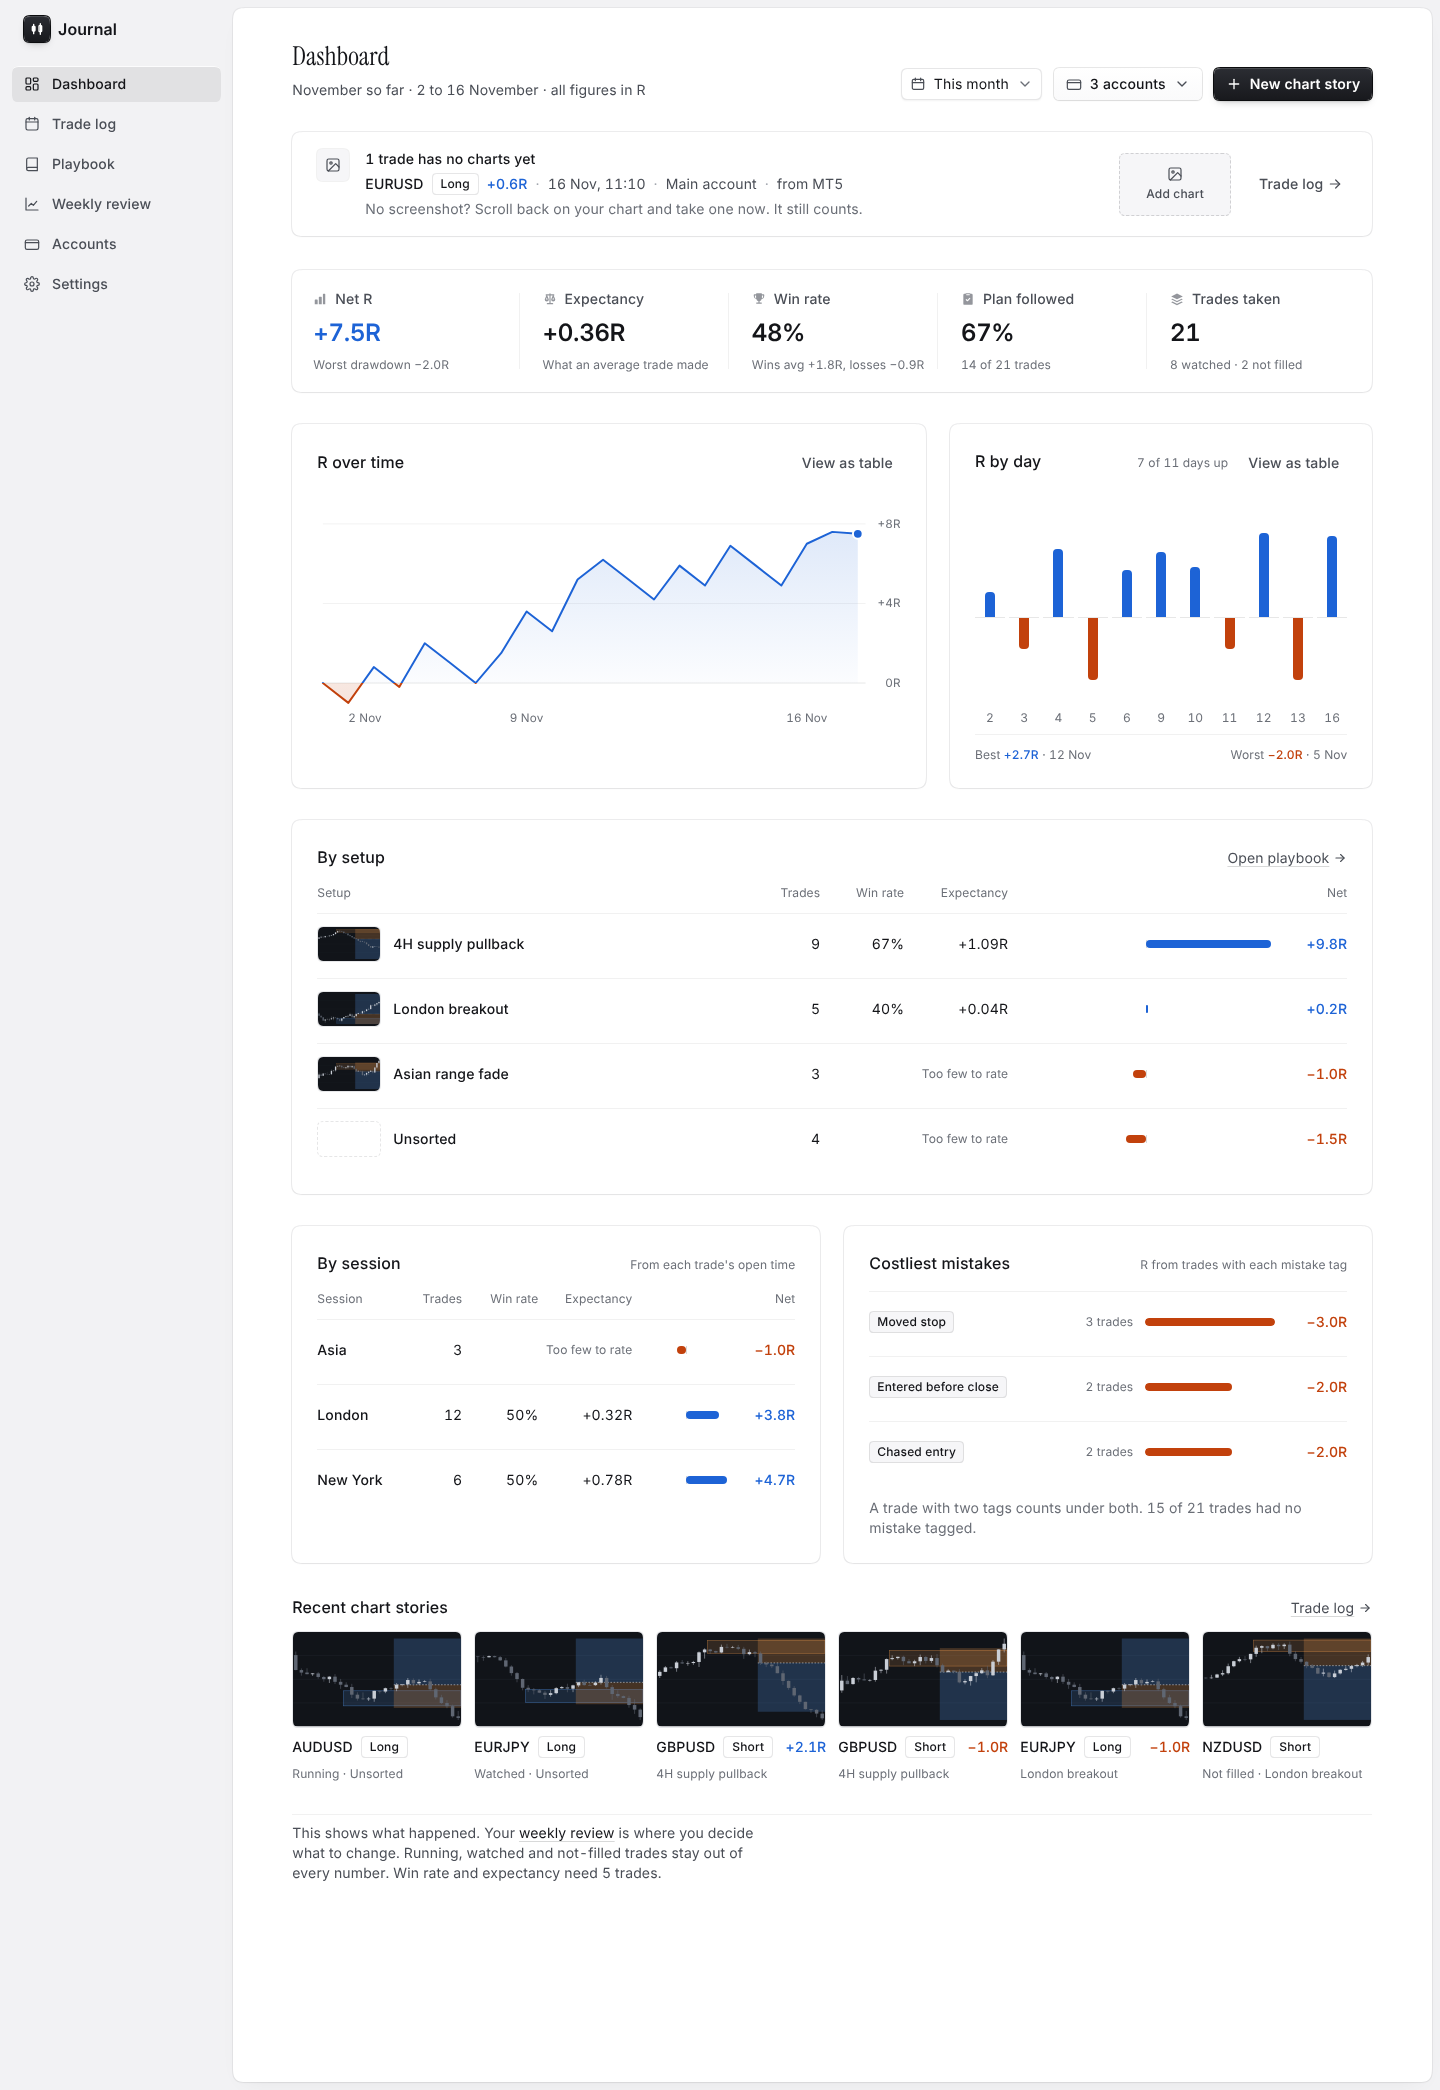 Journal
Dashboard
Trade log
Playbook
Weekly review
Accounts
Settings
Dashboard
November so far · 2 to 16 November · all figures in R
This month
3 accounts
New chart story
1 trade has no charts yet
EURUSD Long +0.6R · 16 Nov, 11:10 · Main account · from MT5
No screenshot? Scroll back on your chart and take one now. It still counts.
Add chart
Trade log →
Net R
+7.5R
Worst drawdown −2.0R
Expectancy
+0.36R
What an average trade made
Win rate
48%
Wins avg +1.8R, losses −0.9R
Plan followed
67%
14 of 21 trades
Trades taken
21
8 watched · 2 not filled
R over time
View as table
+8R
+4R
0R
2 Nov 9 Nov 16 Nov
R by day
7 of 11 days up
View as table
2 3 4 5 6 9 10 11 12 13 16
Best +2.7R · 12 Nov
Worst −2.0R · 5 Nov
By setup
Open playbook →
Setup Trades Win rate Expectancy Net
4H supply pullback 9 67% +1.09R +9.8R
London breakout 5 40% +0.04R +0.2R
Asian range fade 3 Too few to rate −1.0R
Unsorted 4 Too few to rate −1.5R
By session
From each trade's open time
Session Trades Win rate Expectancy Net
Asia 3 Too few to rate −1.0R
London 12 50% +0.32R +3.8R
New York 6 50% +0.78R +4.7R
Costliest mistakes
R from trades with each mistake tag
Moved stop 3 trades −3.0R
Entered before close 2 trades −2.0R
Chased entry 2 trades −2.0R
A trade with two tags counts under both. 15 of 21 trades had no
mistake tagged.
Recent chart stories
Trade log →
AUDUSD Long
Running · Unsorted
EURJPY Long
Watched · Unsorted
GBPUSD Short +2.1R
4H supply pullback
GBPUSD Short −1.0R
4H supply pullback
EURJPY Long −1.0R
London breakout
NZDUSD Short
Not filled · London breakout
This shows what happened. Your weekly review is where you decide
what to change. Running, watched and not-filled trades stay out of
every number. Win rate and expectancy need 5 trades.